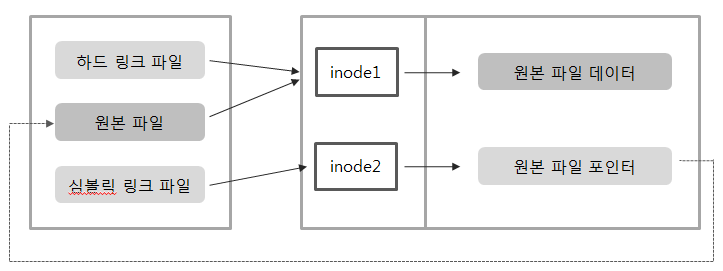 하드 링크 파일
원본 파일
심볼릭 링크 파일
inode1
inode2
원본 파일 데이터
원본 파일 포인터